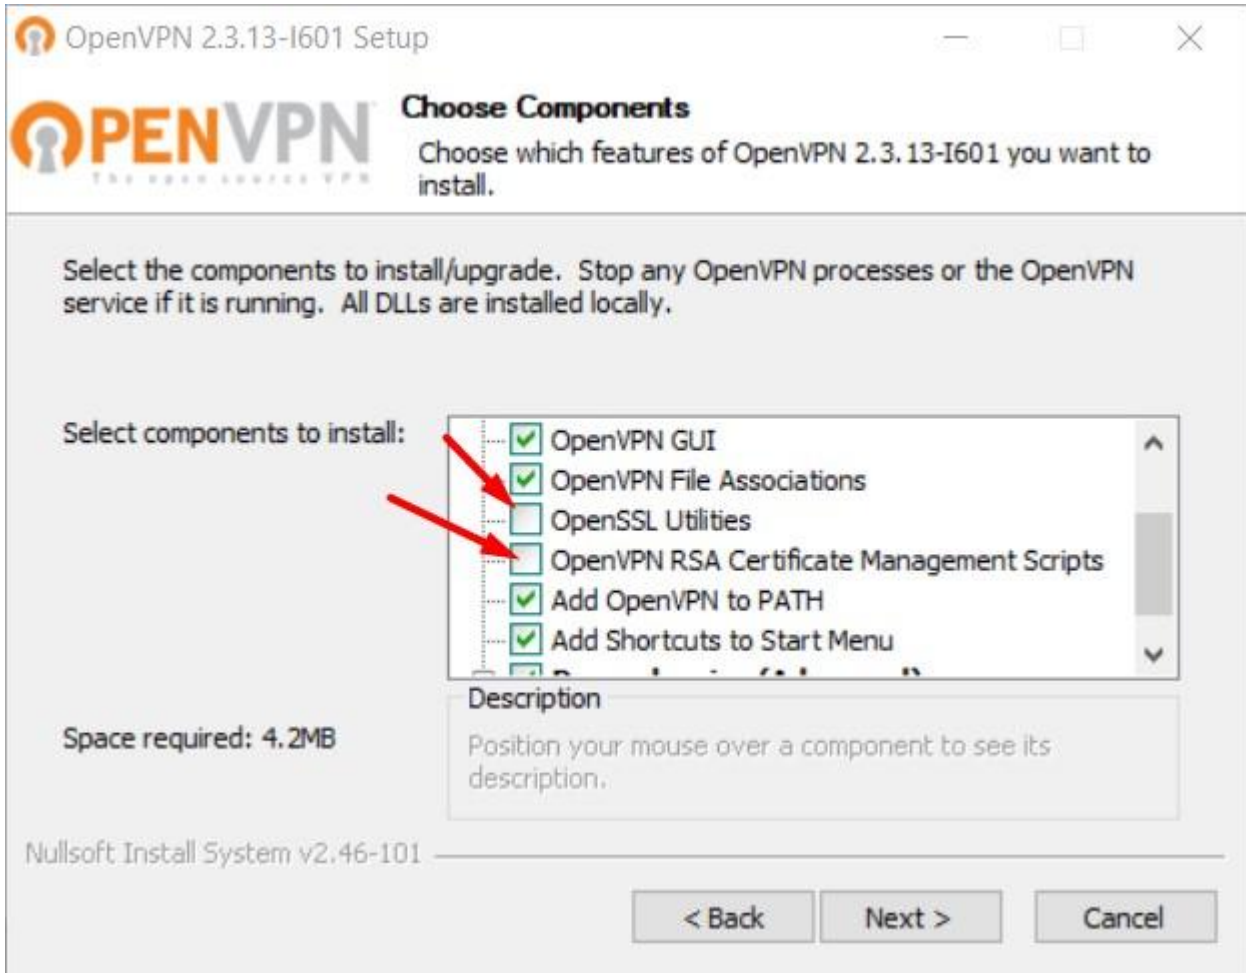 OpenVPN 2.3.13-I601 Setup
OPENVPN
The open source VPN
Choose Components
Choose which features of OpenVPN 2.3.13-I601 you want to
install.
Select the components to install/upgrade. Stop any OpenVPN processes or the OpenVPN
service if it is running. All DLLs are installed locally.
Select components to install:
OpenVPN GUI
OpenVPN File Associations
OpenSSL Utilities
OpenVPN RSA Certificate Management Scripts
Add OpenVPN to PATH
Add Shortcuts to Start Menu
Space required: 4.2MB
Description
Position your mouse over a component to see its
description.
Nullsoft Install System v2.46-101
< Back
Next >
Cancel